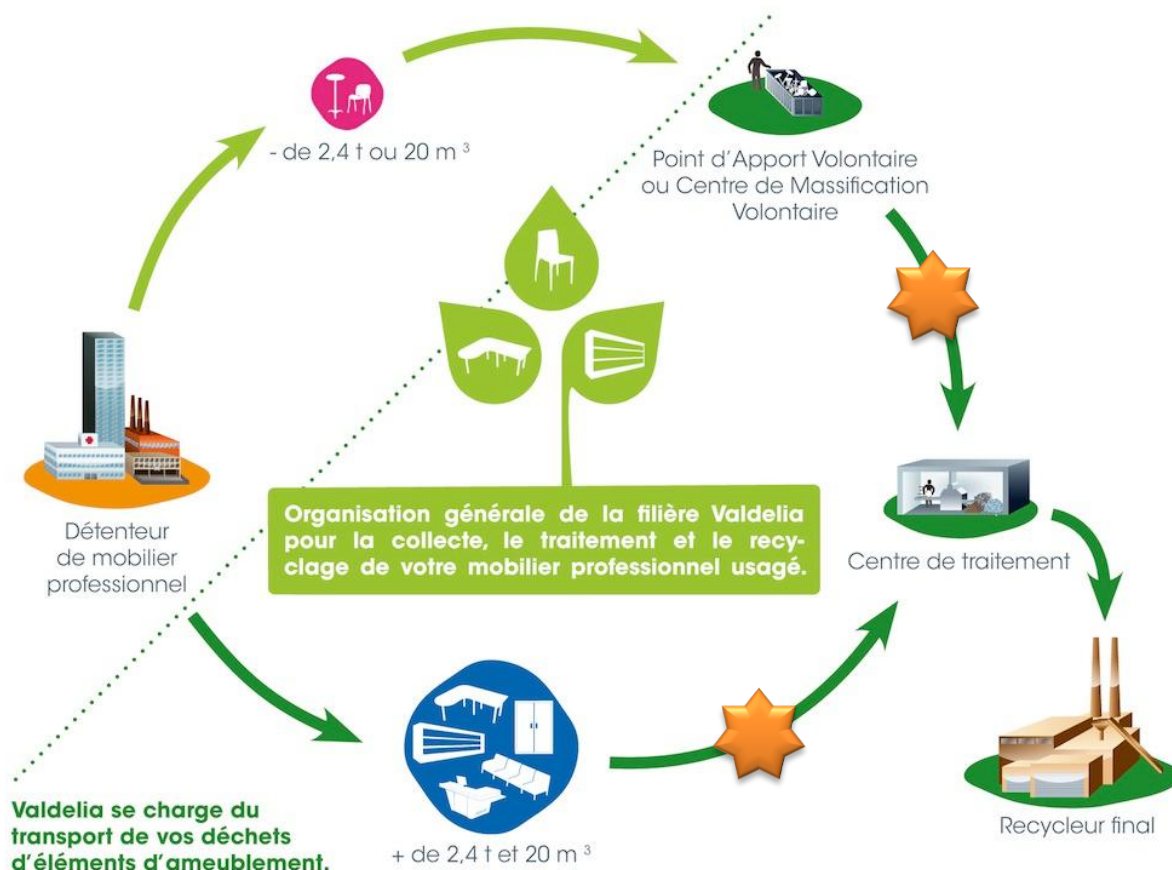 - de 2,4 t ou 20 m ³
Point d'Apport Volontaire
ou Centre de Massification
Volontaire
Détenteur
de mobilier
professionnel
Organisation générale de la filière Valdelia
pour la collecte, le traitement et le recy-
clage de votre mobilier professionnel usagé.
Centre de traitement
Valdelia se charge du
transport de vos déchets
d'éléments d'ameublement.
+ de 2,4 t et 20 m ³
Recycleur final